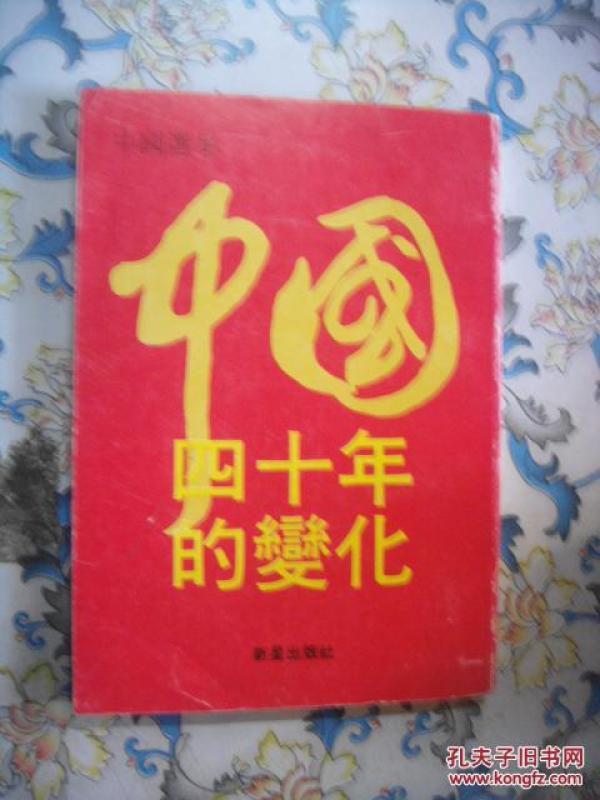 中國
四十年
的變化
新星出版社
孔夫子旧书网
www.kongfz.com